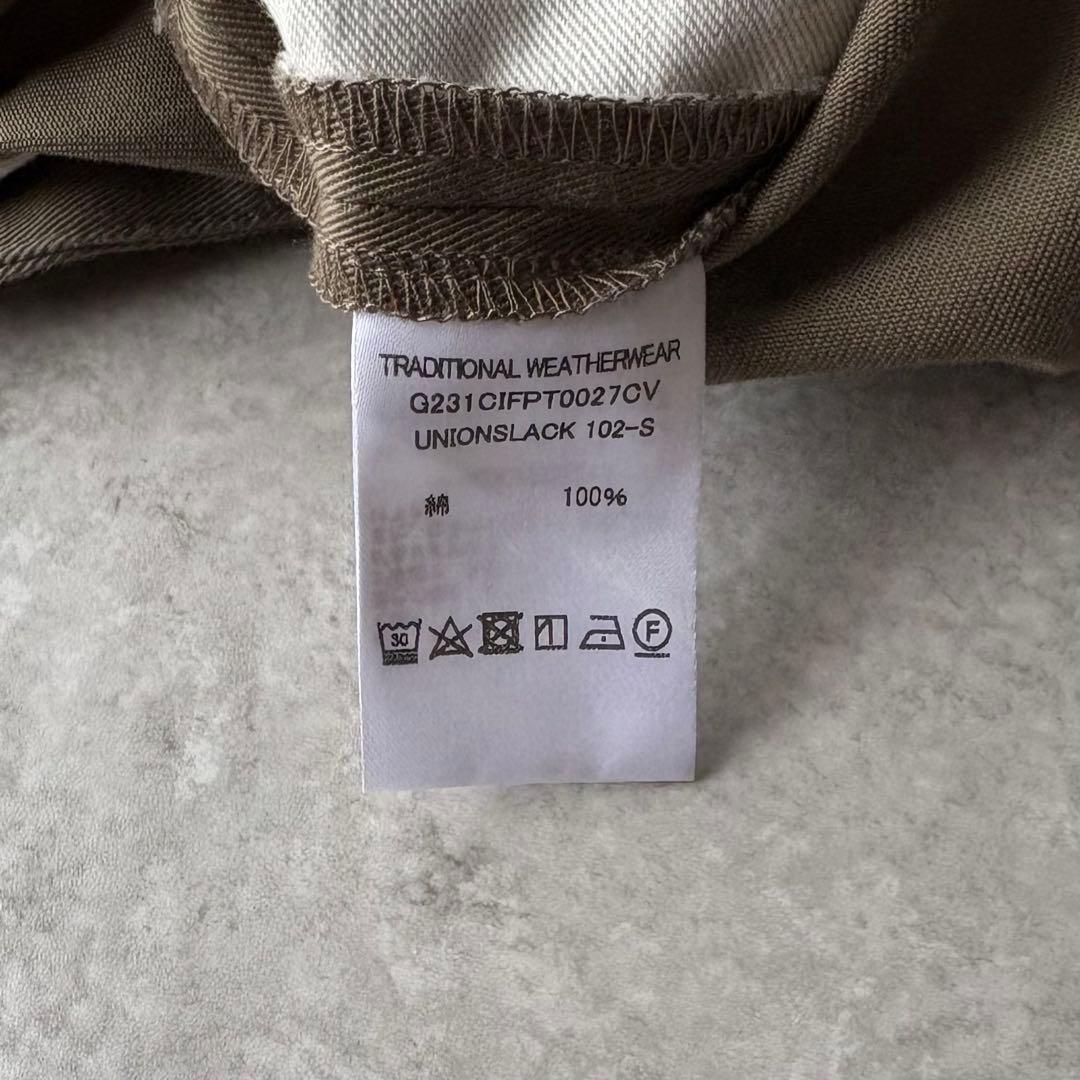 TRADITIONAL WEATHERWEAR
G231CIFPT0027CV
UNIONSLACK 102-S
綿 100%
30
F